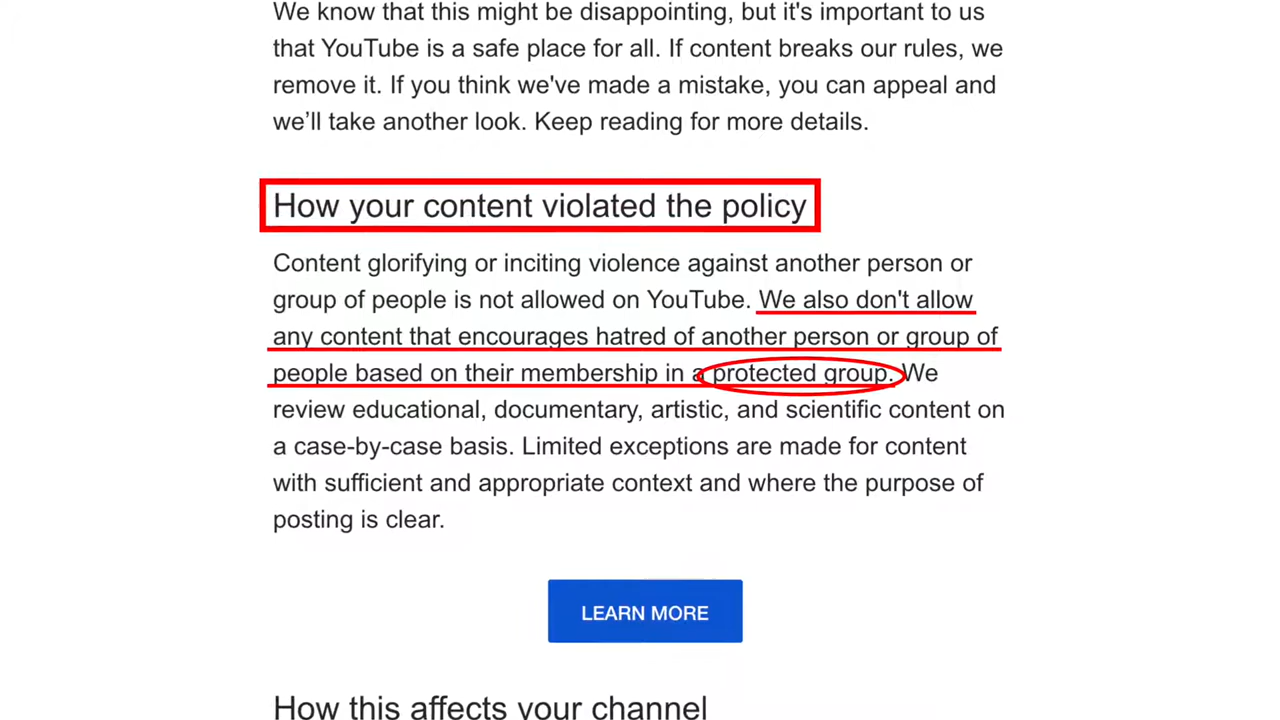 We know that this might be disappointing, but it's important to us
that YouTube is a safe place for all. If content breaks our rules, we
remove it. If you think we've made a mistake, you can appeal and
we’ll take another look. Keep reading for more details.
How your content violated the policy
Content glorifying or inciting violence against another person or
group of people is not allowed on YouTube. We also don't allow
any content that encourages hatred of another person or group of
people based on their membership in a protected group. We
review educational, documentary, artistic, and scientific content on
a case-by-case basis. Limited exceptions are made for content
with sufficient and appropriate context and where the purpose of
posting is clear.
LEARN MORE
How this affects your channel